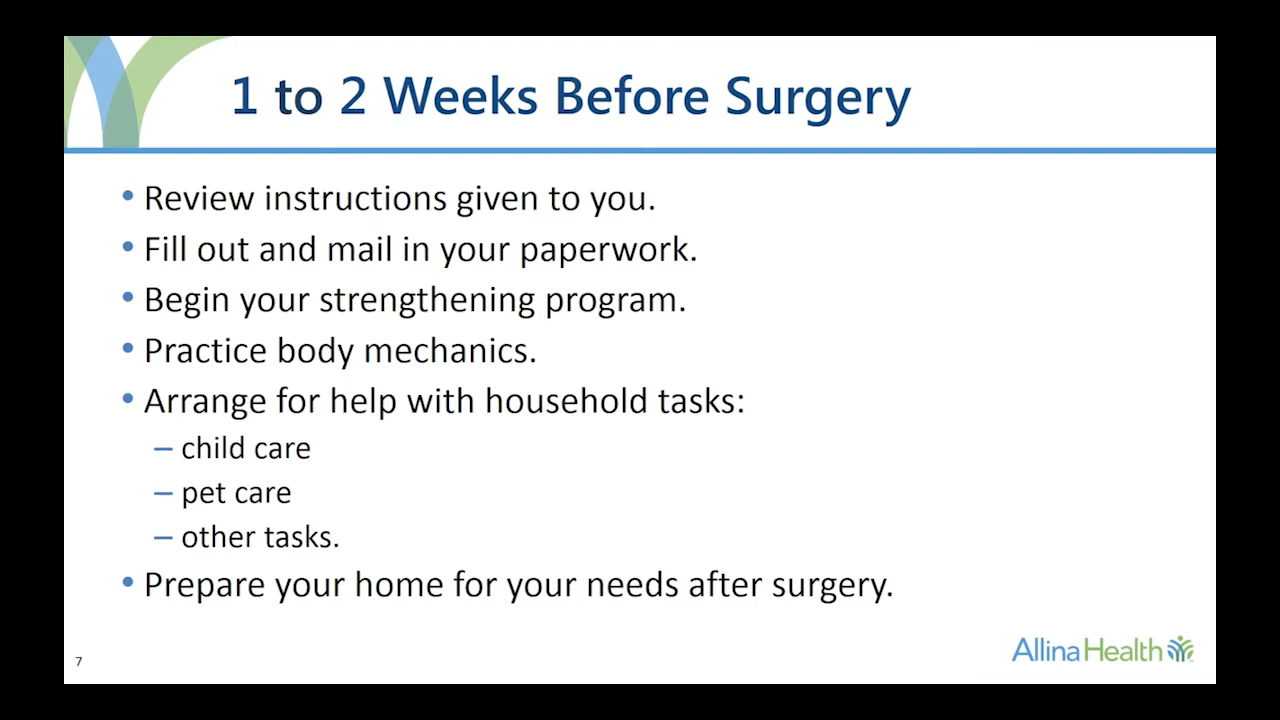 1 to 2 Weeks Before Surgery
• Review instructions given to you.
• Fill out and mail in your paperwork.
• Begin your strengthening program.
• Practice body mechanics.
• Arrange for help with household tasks:
– child care
– pet care
– other tasks.
• Prepare your home for your needs after surgery.
7
Allina Health